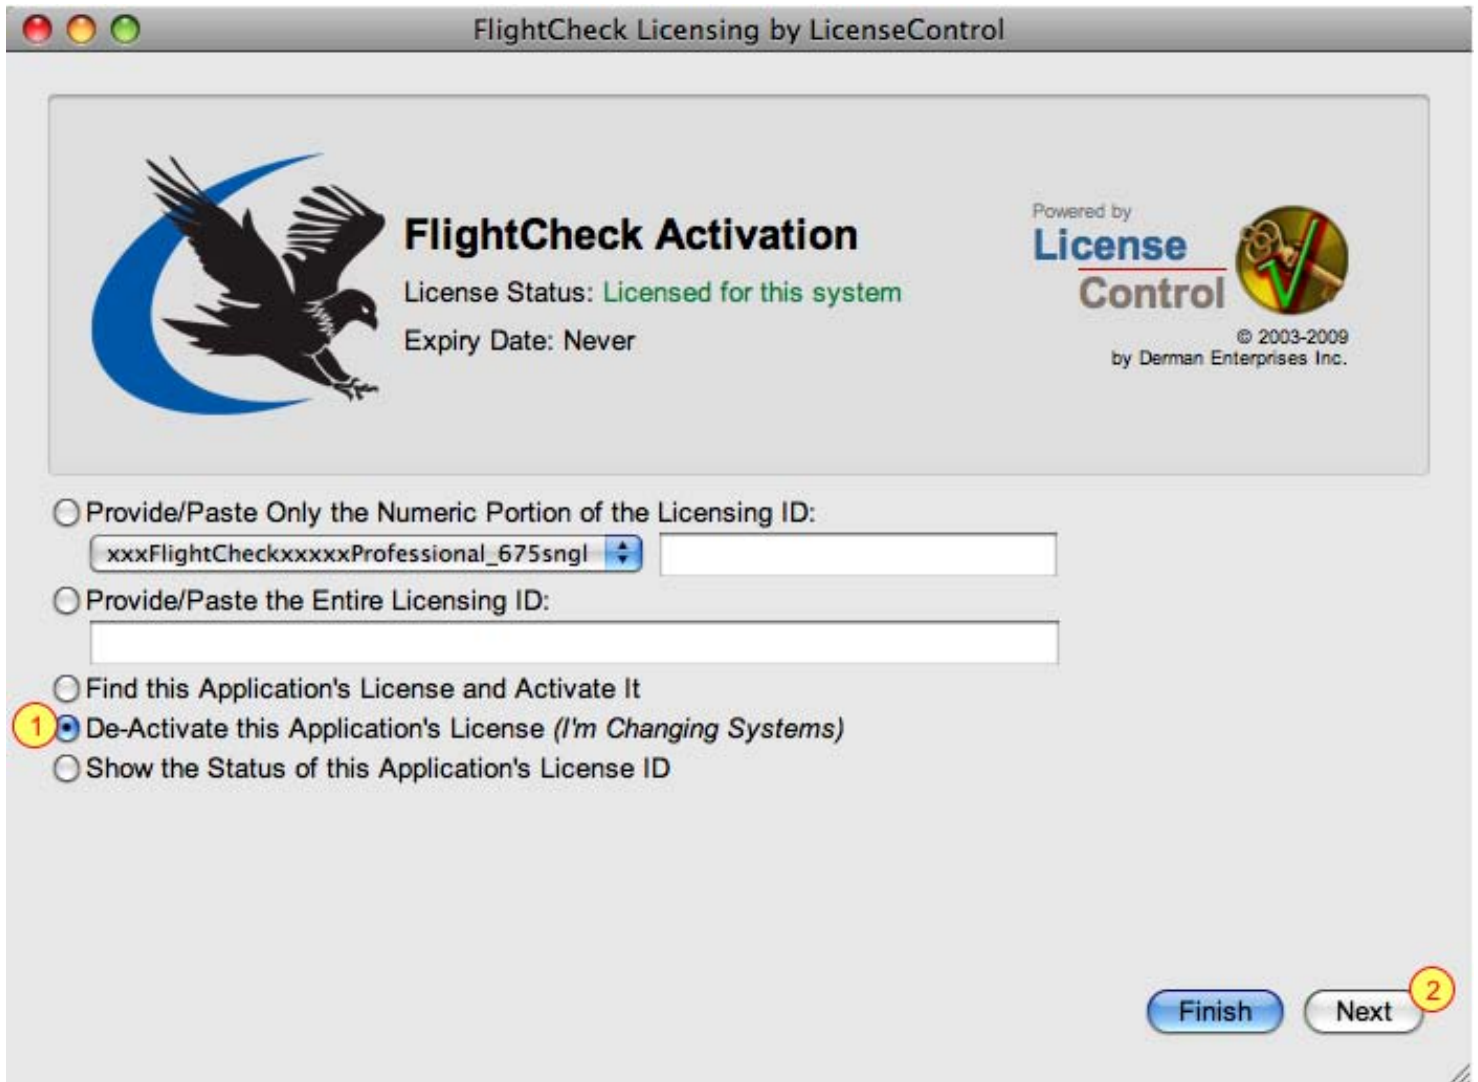 FlightCheck Licensing by LicenseControl
FlightCheck Activation
License Status: Licensed for this system
Expiry Date: Never
Powered by
License
Control
© 2003-2009
by Derman Enterprises Inc.
Provide/Paste Only the Numeric Portion of the Licensing ID:
xxxFlightCheckxxxxxProfessional_675sngl
Provide/Paste the Entire Licensing ID:
Find this Application's License and Activate It
1 De-Activate this Application's License (I'm Changing Systems)
Show the Status of this Application's License ID
Finish Next 2